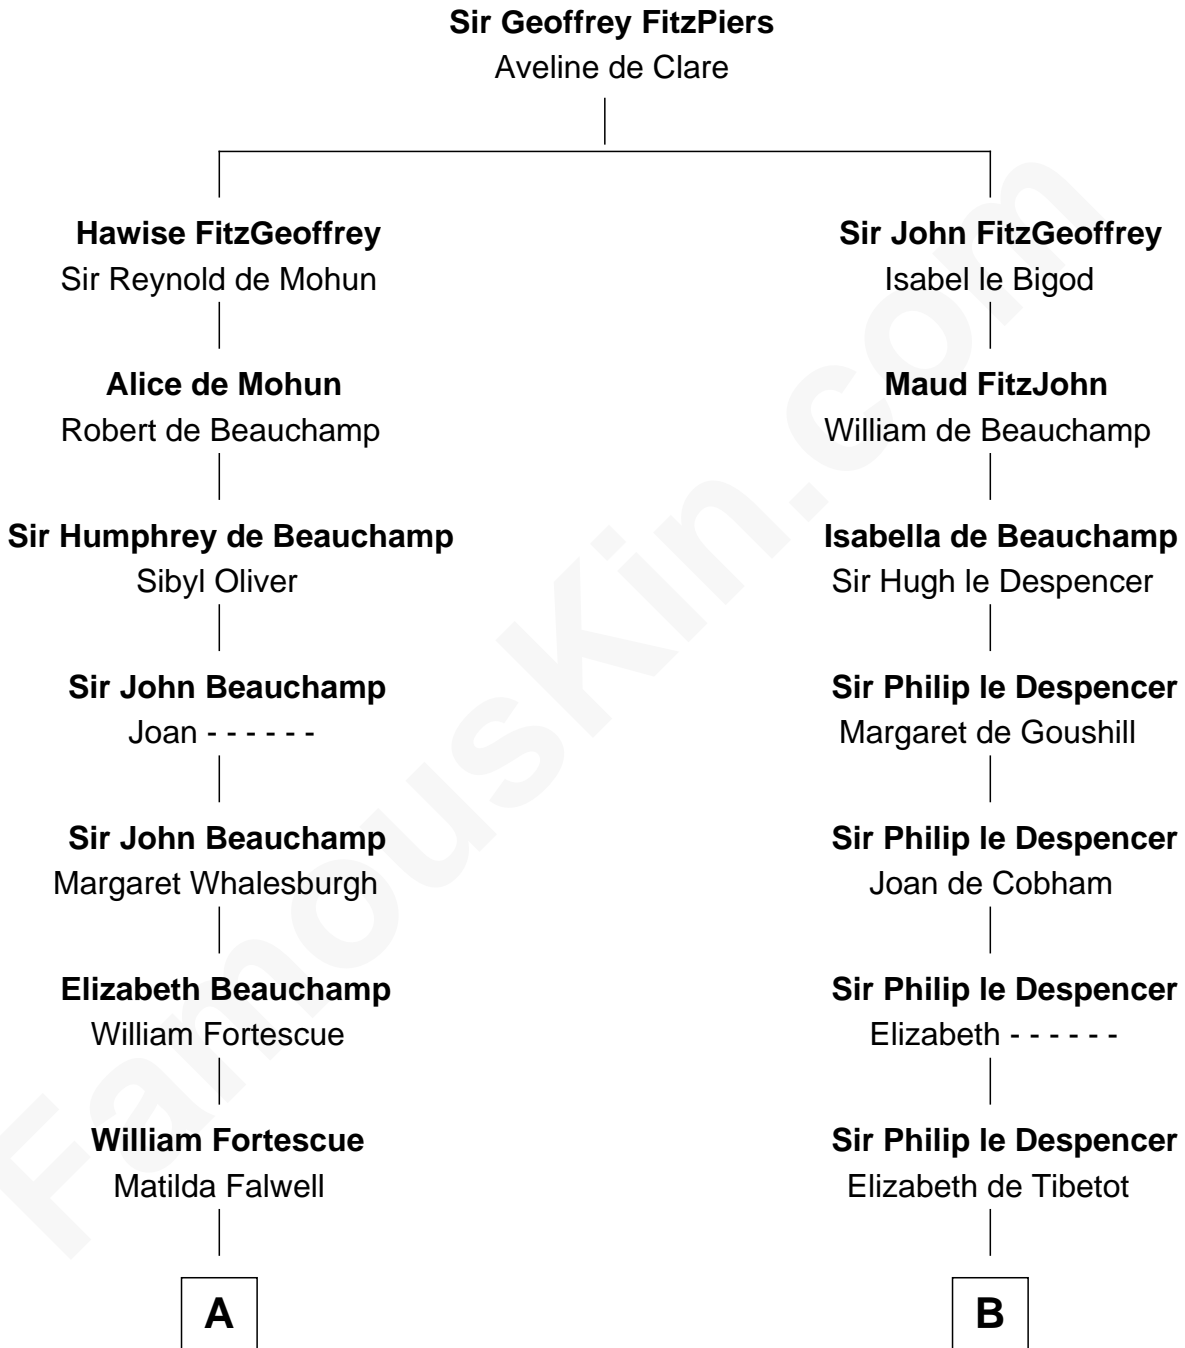 Sir Geoffrey FitzPiers
Aveline de Clare
Hawise FitzGeoffrey
Sir Reynold de Mohun
Sir John FitzGeoffrey
Isabel le Bigod
Alice de Mohun
Robert de Beauchamp
Maud FitzJohn
William de Beauchamp
Sir Humphrey de Beauchamp
Sibyl Oliver
Isabella de Beauchamp
Sir Hugh le Despencer
Sir John Beauchamp
Joan - - - - - -
Sir Philip le Despencer
Margaret de Goushill
Sir John Beauchamp
Margaret Whalesburgh
Sir Philip le Despencer
Joan de Cobham
Elizabeth Beauchamp
William Fortescue
Sir Philip le Despencer
Elizabeth - - - - - -
William Fortescue
Matilda Falwell
Sir Philip le Despencer
Elizabeth de Tibetot
A
B
FamousKin.com